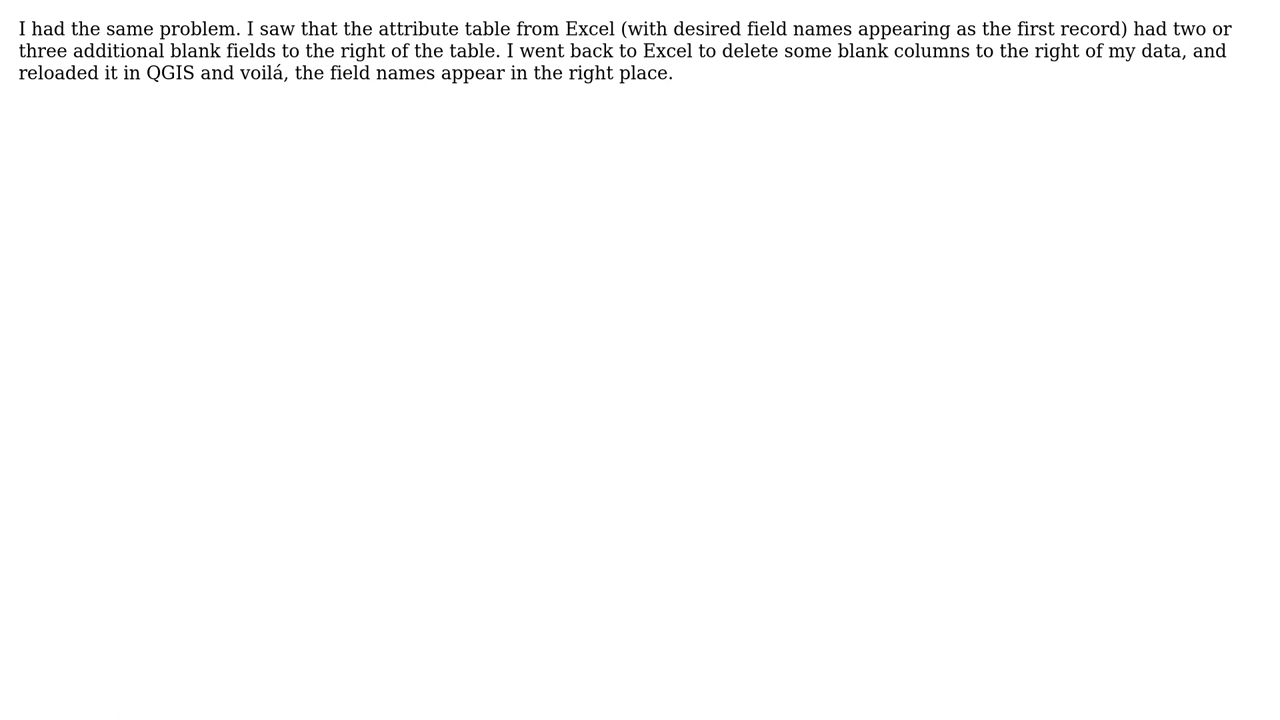 I had the same problem. I saw that the attribute table from Excel (with desired field names appearing as the first record) had two or
three additional blank fields to the right of the table. I went back to Excel to delete some blank columns to the right of my data, and
reloaded it in QGIS and voilá, the field names appear in the right place.